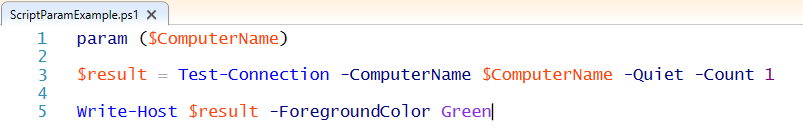 ScriptParamExample.ps1 X
1 param ($ComputerName)
2
3 $result = Test-Connection -ComputerName $ComputerName -Quiet -Count 1
4
5 Write-Host $result -ForegroundColor Green